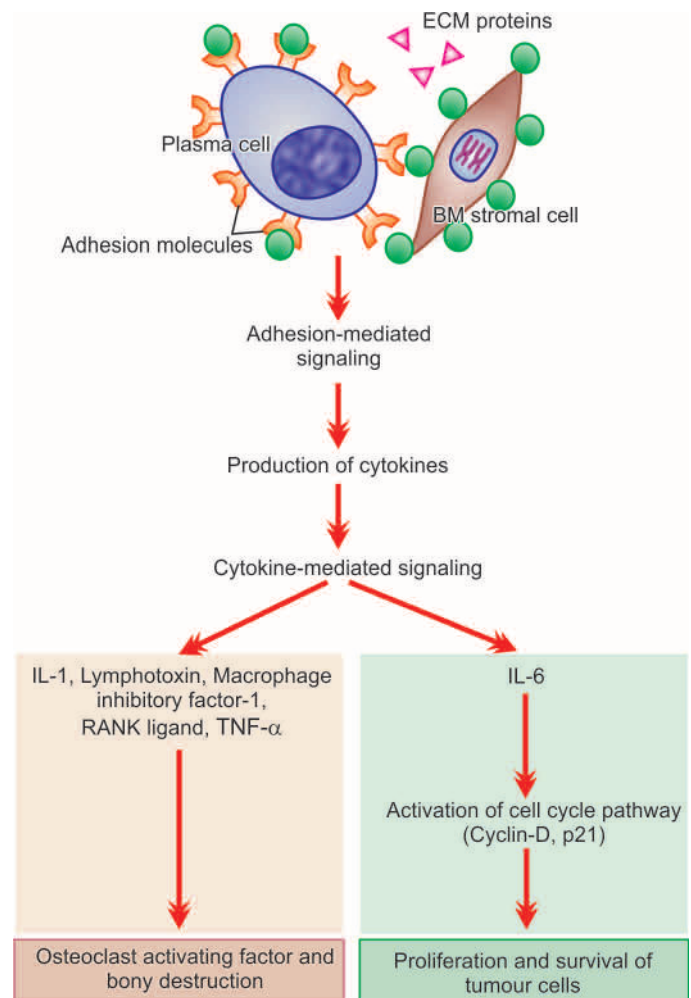 ECM proteins
Plasma cell
BM stromal cell
Adhesion molecules
Adhesion-mediated
signaling
Production of cytokines
Cytokine-mediated signaling
IL-1, Lymphotoxin, Macrophage
inhibitory factor-1,
RANK ligand, TNF-α
IL-6
Activation of cell cycle pathway
(Cyclin-D, p21)
Osteoclast activating factor and
bony destruction
Proliferation and survival of
tumour cells